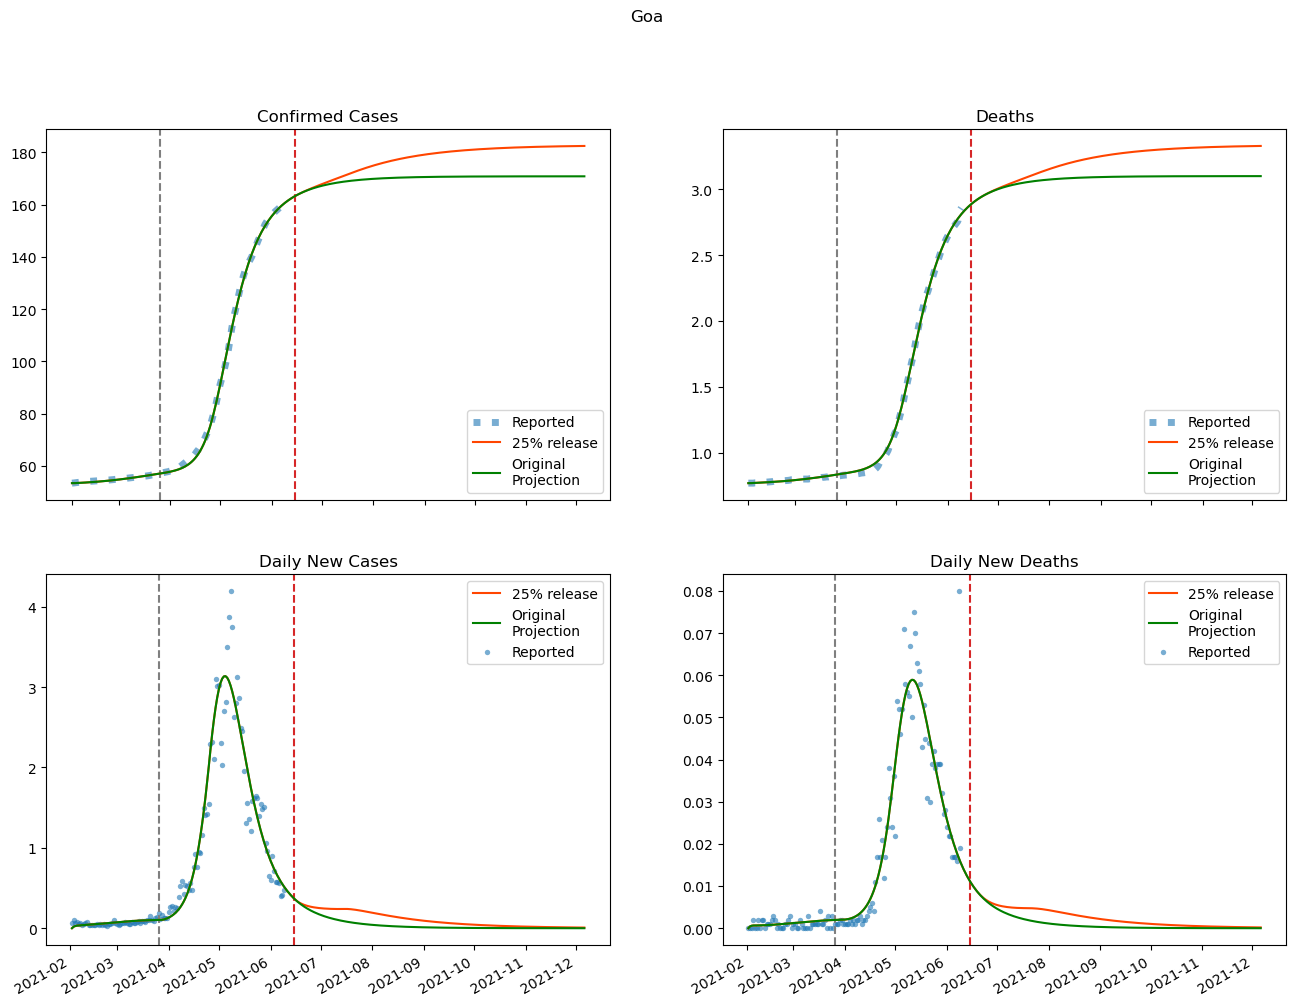 Goa
Confirmed Cases
180
160
140
120
100
80
60
Reported
25% release
Original
Projection
Deaths
3.0
2.5
2.0
1.5
1.0
Reported
25% release
Original
Projection
Daily New Cases
4
3
2
1
0
25% release
Original
Projection
Reported
2021-02
2021-03
2021-04
2021-05
2021-06
2021-07
2021-08
2021-09
2021-10
2021-11
2021-12
Daily New Deaths
0.08
0.07
0.06
0.05
0.04
0.03
0.02
0.01
0.00
25% release
Original
Projection
Reported
2021-02
2021-03
2021-04
2021-05
2021-06
2021-07
2021-08
2021-09
2021-10
2021-11
2021-12